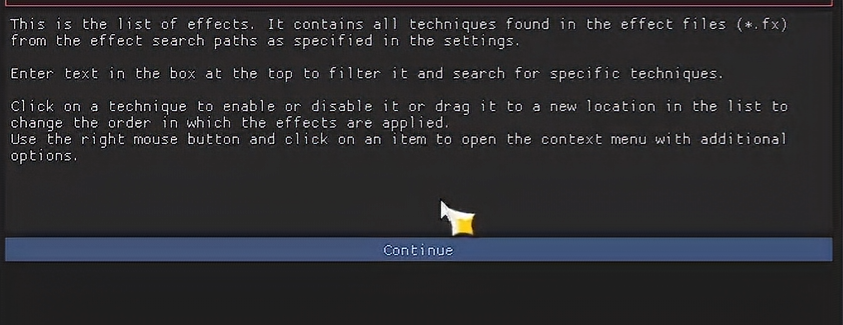 This is the list of effects. It contains all techniques found in the effect files (*.fx)
from the effect search paths as specified in the settings.
Enter text in the box at the top to filter it and search for specific techniques.
Click on a technique to enable or disable it or drag it to a new location in the list to
change the order in which the effects are applied.
Use the right mouse button and click on an item to open the context menu with additional
options.
Continue